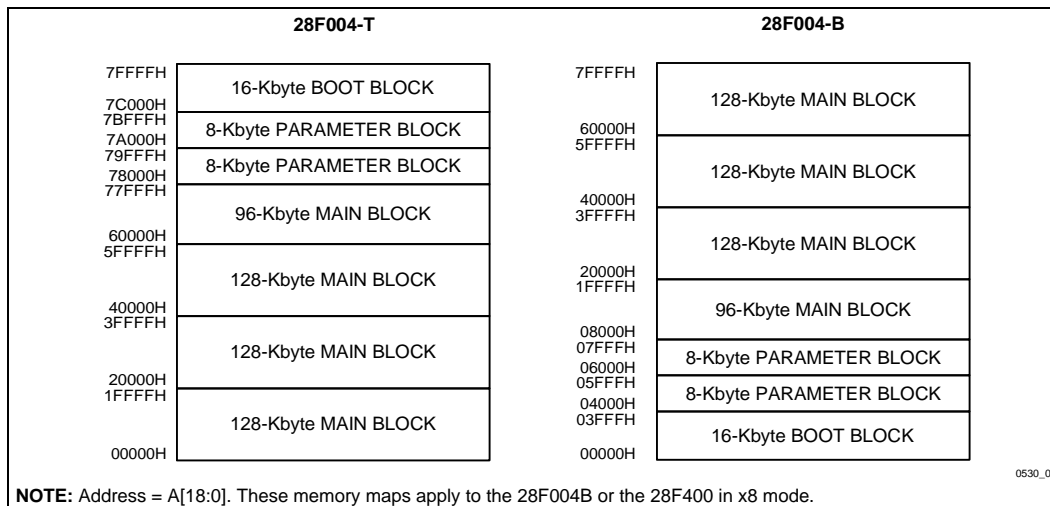 28F004-T
7FFFFH
16-Kbyte BOOT BLOCK
7C000H
7BFFFH
8-Kbyte PARAMETER BLOCK
7A000H
79FFFH
8-Kbyte PARAMETER BLOCK
78000H
77FFFH
96-Kbyte MAIN BLOCK
60000H
5FFFFH
128-Kbyte MAIN BLOCK
40000H
3FFFFH
128-Kbyte MAIN BLOCK
20000H
1FFFFH
128-Kbyte MAIN BLOCK
00000H
28F004-B
7FFFFH
128-Kbyte MAIN BLOCK
60000H
5FFFFH
128-Kbyte MAIN BLOCK
40000H
3FFFFH
128-Kbyte MAIN BLOCK
20000H
1FFFFH
96-Kbyte MAIN BLOCK
08000H
07FFFH
8-Kbyte PARAMETER BLOCK
06000H
05FFFH
8-Kbyte PARAMETER BLOCK
04000H
03FFFH
16-Kbyte BOOT BLOCK
00000H
0530_0
NOTE: Address = A[18:0]. These memory maps apply to the 28F004B or the 28F400 in x8 mode.